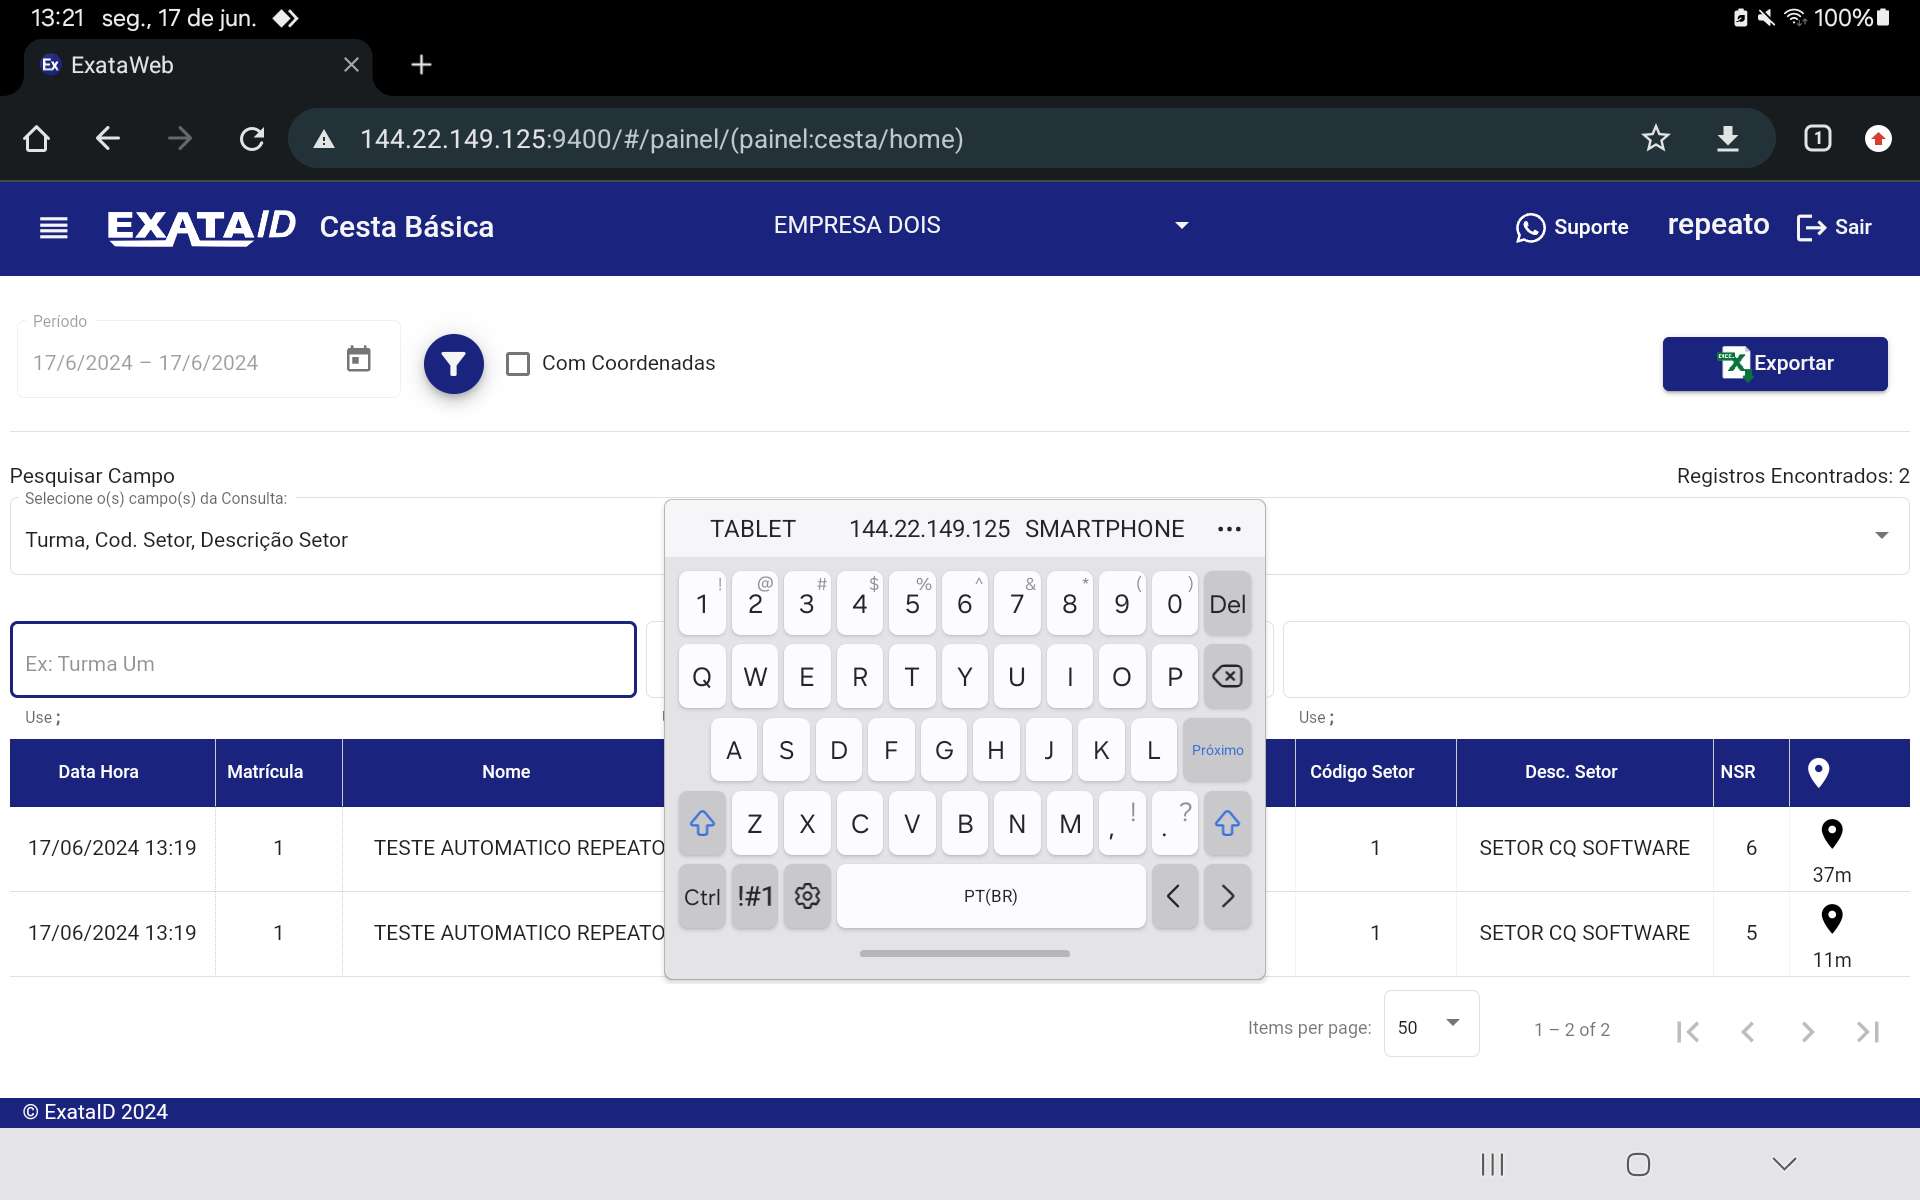 13:21 seg., 17 de jun. 100%
Ex ExataWeb
144.22.149.125:9400/#/painel/(painel:cesta/home) 1
EXATAID Cesta Básica EMPRESA DOIS Suporte repeato Sair
Período
17/6/2024 – 17/6/2024 Com Coordenadas Exportar
Pesquisar Campo Registros Encontrados: 2
Selecione o(s) campo(s) da Consulta:
Turma, Cod. Setor, Descrição Setor
TABLET 144.22.149.125 SMARTPHONE ...
! @ # $ % ^ & * ( )
1 2 3 4 5 6 7 8 9 0 Del
Q W E R T Y U I O P
A S D F G H J K L Próximo
Z X C V B N M , ! . ?
Ctrl !#1 PT(BR) < >
Ex: Turma Um
Use ; Use ;
Data Hora Matrícula Nome Código Setor Desc. Setor NSR
17/06/2024 13:19 1 TESTE AUTOMATICO REPEATO 1 SETOR CQ SOFTWARE 6
37m
17/06/2024 13:19 1 TESTE AUTOMATICO REPEATO 1 SETOR CQ SOFTWARE 5
11m
Items per page: 50 1 – 2 of 2
© ExataID 2024